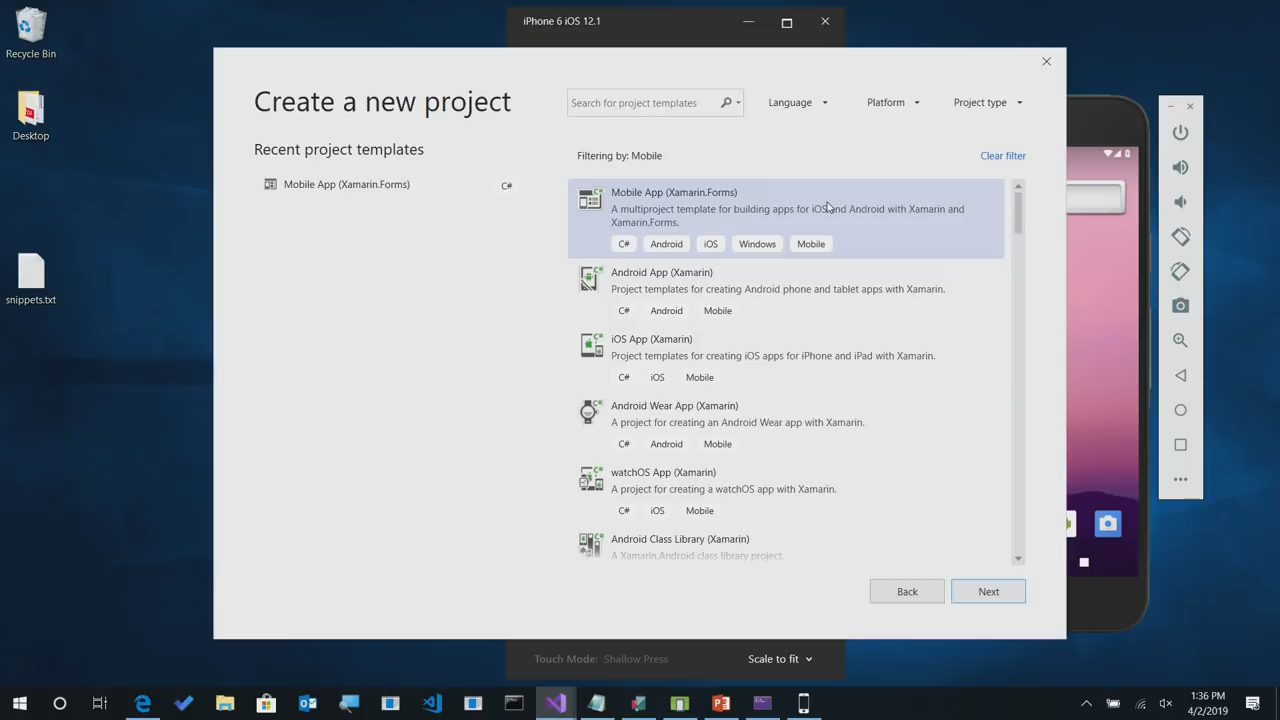 iPhone 6 iOS 12.1
Recycle Bin
Desktop
snippets.txt
Create a new project
Search for project templates
Language
Platform
Project type
Recent project templates
Filtering by: Mobile
Clear filter
Mobile App (Xamarin.Forms)
C#
Mobile App (Xamarin.Forms)
A multiproject template for building apps for iOS and Android with Xamarin and
Xamarin.Forms.
C# Android iOS Windows Mobile
Android App (Xamarin)
Project templates for creating Android phone and tablet apps with Xamarin.
C# Android Mobile
iOS App (Xamarin)
Project templates for creating iOS apps for iPhone and iPad with Xamarin.
C# iOS Mobile
Android Wear App (Xamarin)
A project for creating an Android Wear app with Xamarin.
C# Android Mobile
watchOS App (Xamarin)
A project for creating a watchOS app with Xamarin.
C# iOS Mobile
Android Class Library (Xamarin)
A Xamarin.Android class library project.
Back
Next
Touch Mode: Shallow Press
Scale to fit
1:36 PM
4/2/2019